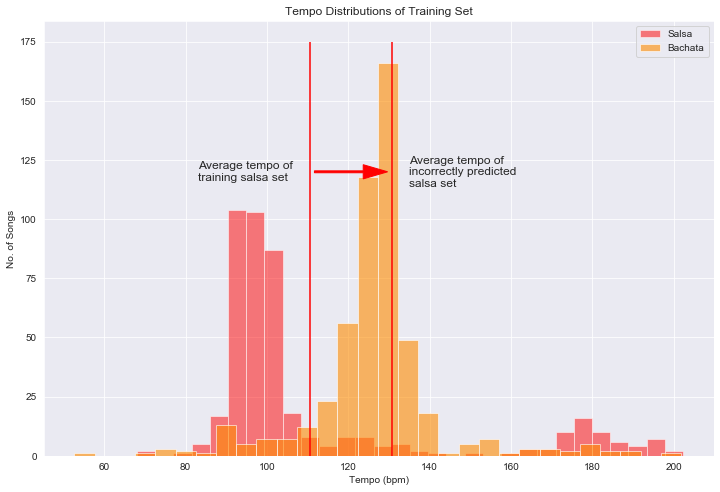 Tempo Distributions of Training Set
Salsa
Bachata
175
150
125
100
75
50
25
0
No. of Songs
Average tempo of
training salsa set
Average tempo of
incorrectly predicted
salsa set
60
80
100
120
140
160
180
200
Tempo (bpm)